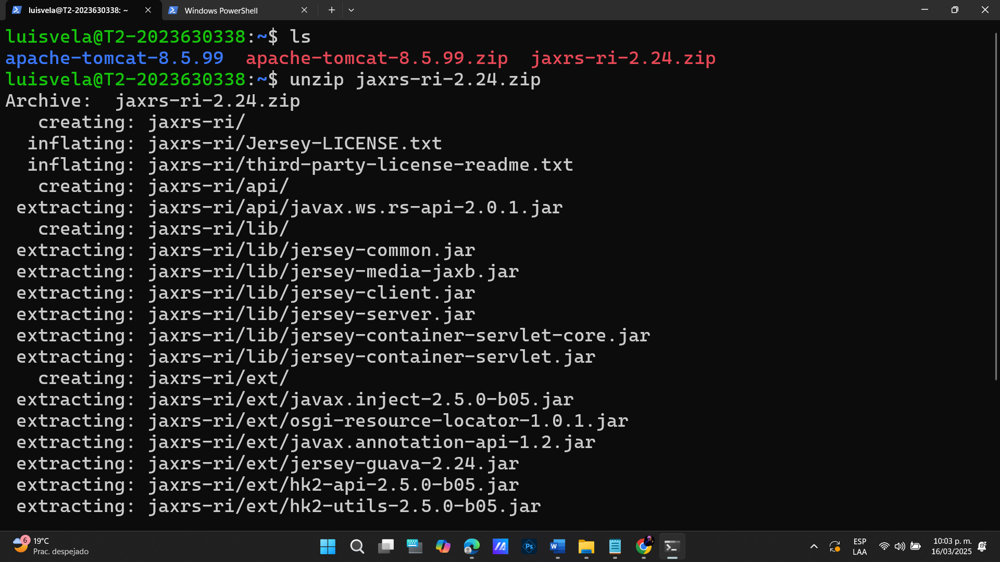 luisvela@T2-2023630338: ~
Windows PowerShell
luisvela@T2-2023630338:~$ ls
apache-tomcat-8.5.99  apache-tomcat-8.5.99.zip  jaxrs-ri-2.24.zip
luisvela@T2-2023630338:~$ unzip jaxrs-ri-2.24.zip
Archive:  jaxrs-ri-2.24.zip
   creating: jaxrs-ri/
  inflating: jaxrs-ri/Jersey-LICENSE.txt
  inflating: jaxrs-ri/third-party-license-readme.txt
   creating: jaxrs-ri/api/
 extracting: jaxrs-ri/api/javax.ws.rs-api-2.0.1.jar
   creating: jaxrs-ri/lib/
 extracting: jaxrs-ri/lib/jersey-common.jar
 extracting: jaxrs-ri/lib/jersey-media-jaxb.jar
 extracting: jaxrs-ri/lib/jersey-client.jar
 extracting: jaxrs-ri/lib/jersey-server.jar
 extracting: jaxrs-ri/lib/jersey-container-servlet-core.jar
 extracting: jaxrs-ri/lib/jersey-container-servlet.jar
   creating: jaxrs-ri/ext/
 extracting: jaxrs-ri/ext/javax.inject-2.5.0-b05.jar
 extracting: jaxrs-ri/ext/osgi-resource-locator-1.0.1.jar
 extracting: jaxrs-ri/ext/javax.annotation-api-1.2.jar
 extracting: jaxrs-ri/ext/jersey-guava-2.24.jar
 extracting: jaxrs-ri/ext/hk2-api-2.5.0-b05.jar
 extracting: jaxrs-ri/ext/hk2-utils-2.5.0-b05.jar
6
19°C
Prac. despejado
Ps
W
ESP
LAA
10:03 p. m.
16/03/2025